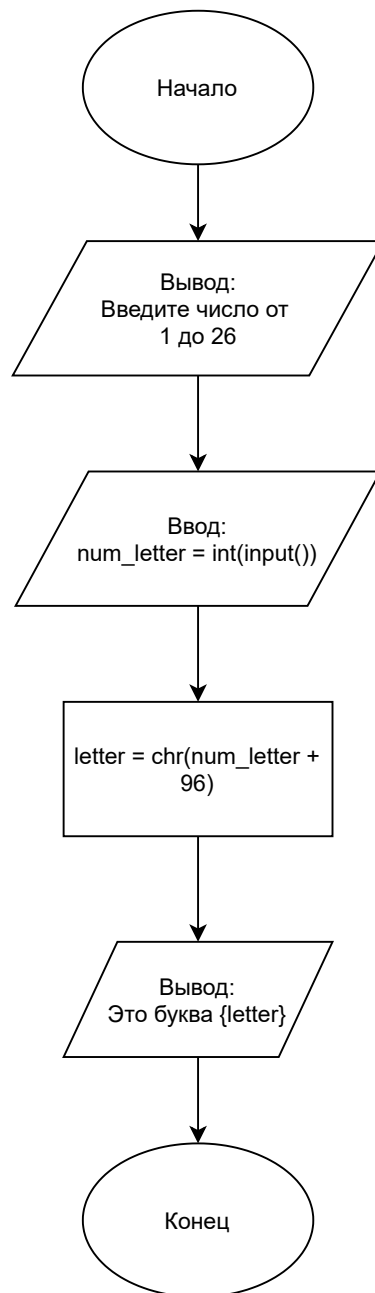 Начало
Вывод:
Введите число от
1 до 26
Ввод:
num_letter = int(input())
letter = chr(num_letter +
96)
Вывод:
Это буква {letter}
Конец